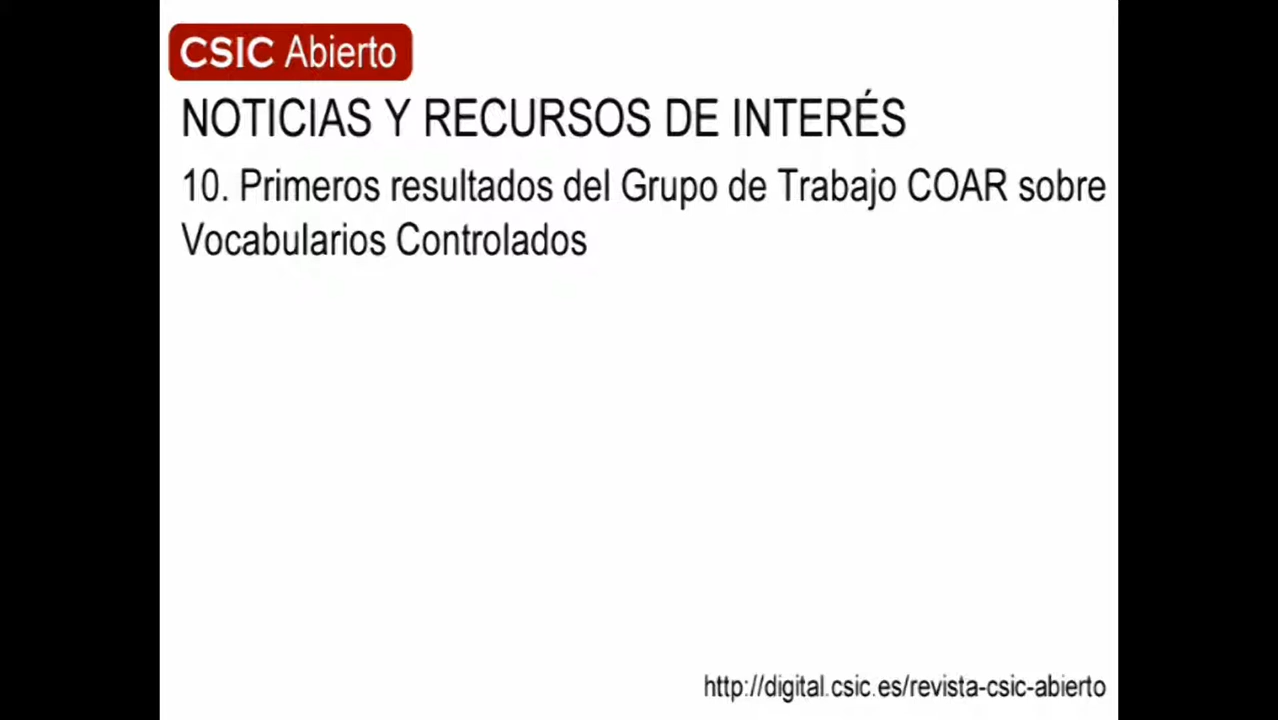 CSIC Abierto
NOTICIAS Y RECURSOS DE INTERÉS
10. Primeros resultados del Grupo de Trabajo COAR sobre
Vocabularios Controlados
http://digital.csic.es/revista-csic-abierto